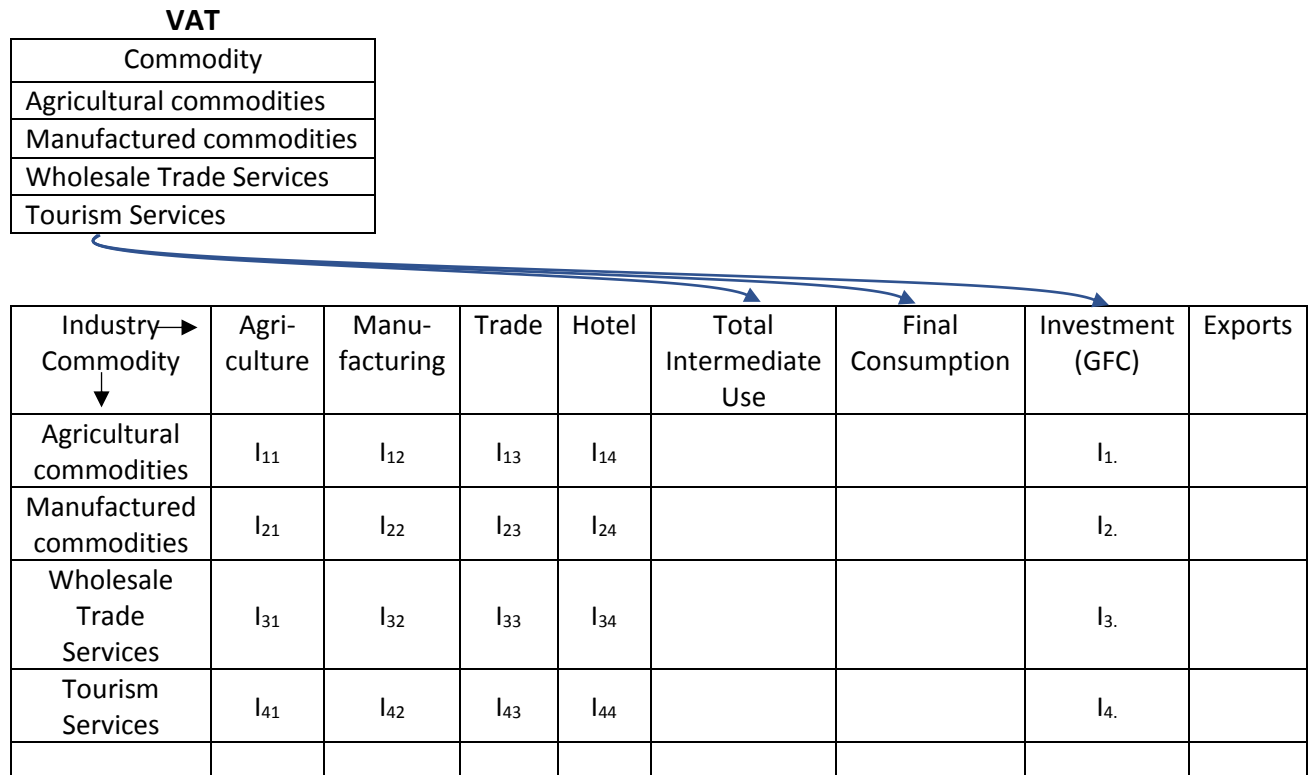 VAT
Commodity
Agricultural commodities
Manufactured commodities
Wholesale Trade Services
Tourism Services
Industry Agri- Manu- Trade Hotel Total Final Investment Exports
Commodity culture facturing Intermediate Consumption (GFC)
Use
Agricultural
commodities I₁₁ I₁₂ I₁₃ I₁₄ I₁.
Manufactured
commodities I₂₁ I₂₂ I₂₃ I₂₄ I₂.
Wholesale
Trade I₃₁ I₃₂ I₃₃ I₃₄ I₃.
Services
Tourism
Services I₄₁ I₄₂ I₄₃ I₄₄ I₄.